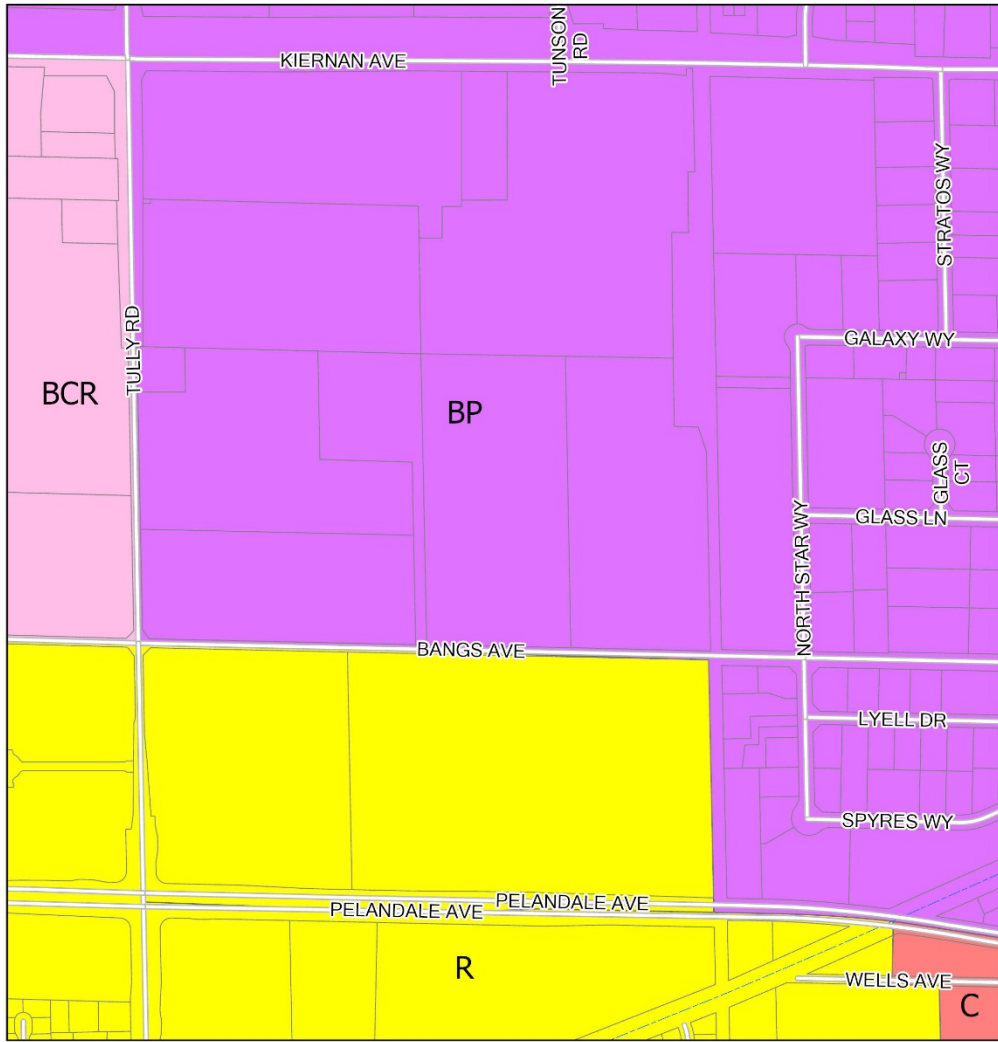 TUNSON
RD
KIERNAN AVE
STRATOS WY
TULLY RD
GALAXY WY
BCR
BP
GLASS
CT
GLASS LN
NORTH STAR WY
BANGS AVE
LYELL DR
SPYRES WY
PELANDALE AVE
PELANDALE AVE
R
WELLS AVE
C